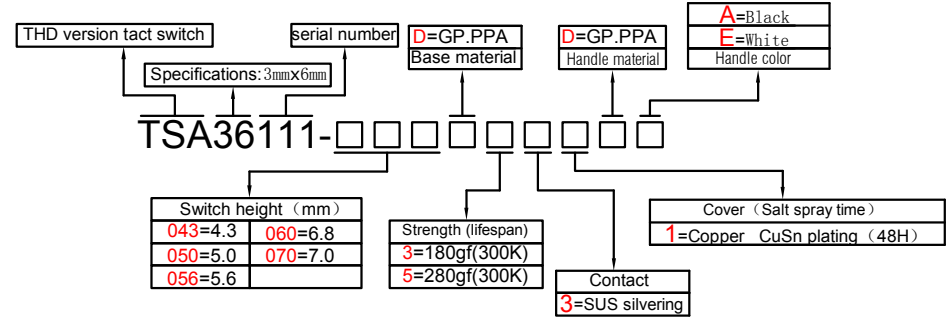 THD version tact switch
serial number
D=GP.PPA
Base material
D=GP.PPA
Handle material
A=Black
E=White
Handle color
Specifications:3mmX6mm
TSA36111-□□□□□□□□□
Switch height（mm）
043=4.3 060=6.8
050=5.0 070=7.0
056=5.6
Strength (lifespan)
3=180gf(300K)
5=280gf(300K)
Contact
3=SUS silvering
Cover（Salt spray time）
1=Copper CuSn plating（48H）